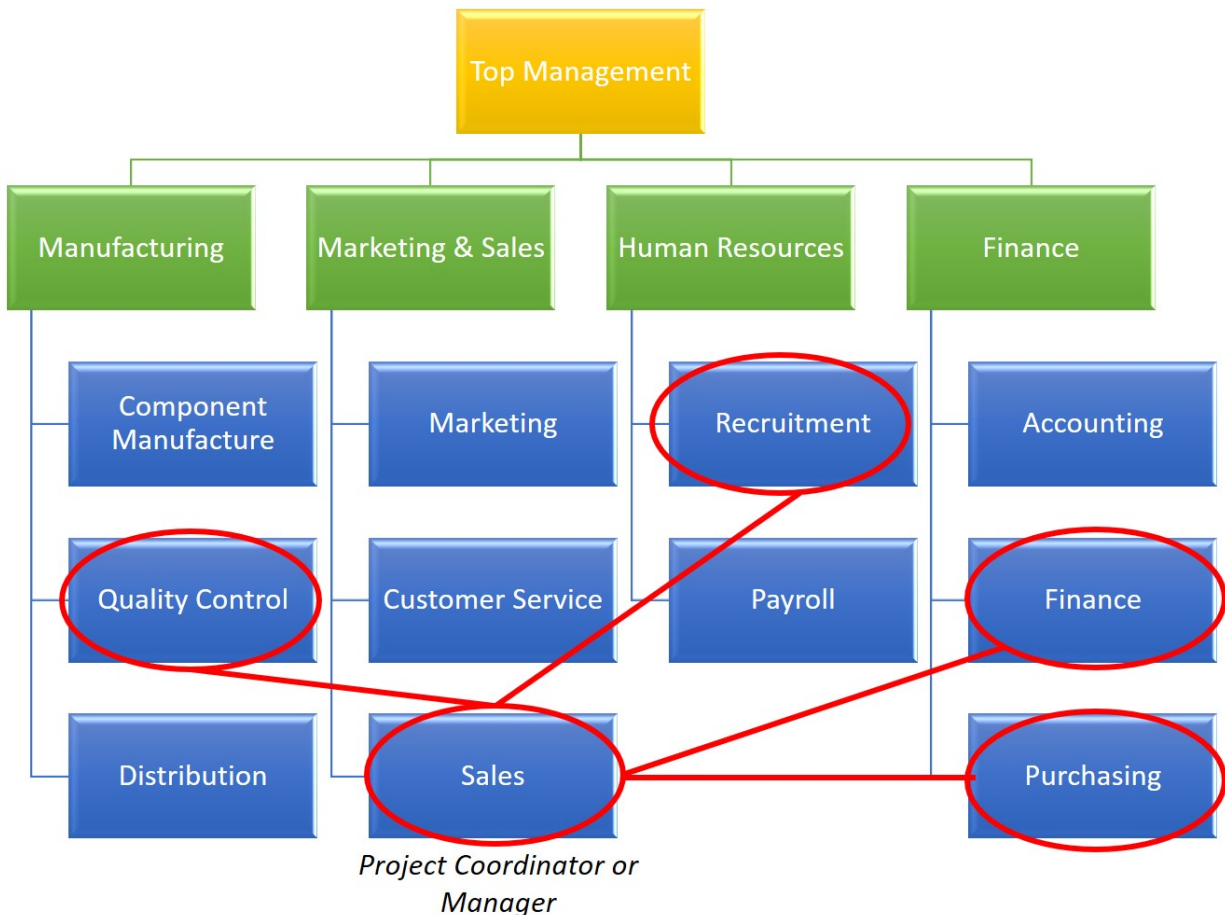 Top Management
Manufacturing
Marketing & Sales
Human Resources
Finance
Component
Manufacture
Marketing
Recruitment
Accounting
Quality Control
Customer Service
Payroll
Finance
Distribution
Sales
Purchasing
Project Coordinator or
Manager